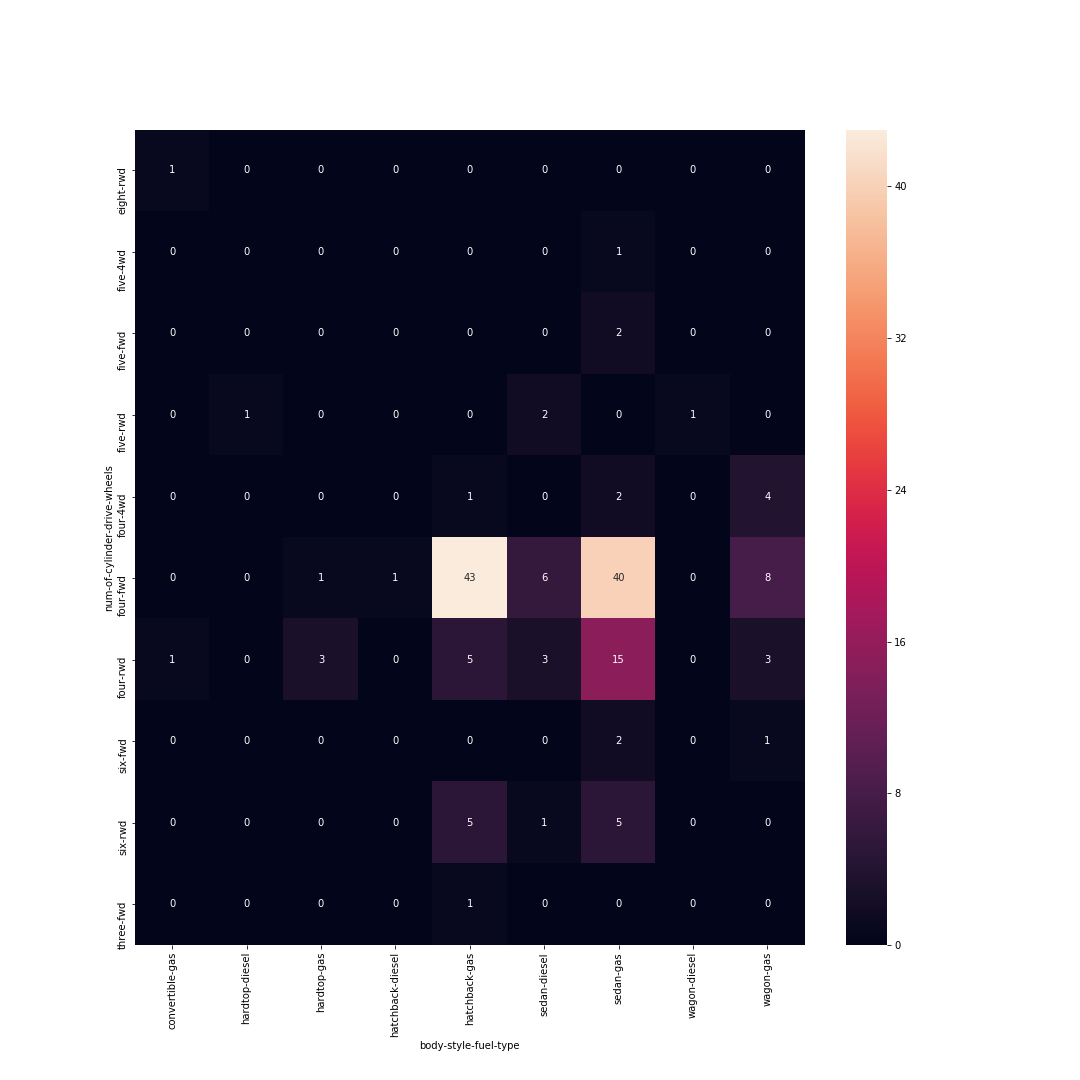 num-of-cylinder-drive-wheels
eight-rwd 1 0 0 0 0 0 0 0 0
five-4wd 0 0 0 0 0 0 1 0 0
five-fwd 0 0 0 0 0 0 2 0 0
five-rwd 0 1 0 0 0 2 0 1 0
four-4wd 0 0 0 0 1 0 2 0 4
four-fwd 0 0 1 1 43 6 40 0 8
four-rwd 1 0 3 0 5 3 15 0 3
six-fwd 0 0 0 0 0 0 2 0 1
six-rwd 0 0 0 0 5 1 5 0 0
three-fwd 0 0 0 0 1 0 0 0 0
convertible-gas
hardtop-diesel
hardtop-gas
hatchback-diesel
hatchback-gas
sedan-diesel
sedan-gas
wagon-diesel
wagon-gas
body-style-fuel-type
40
32
24
16
8
0